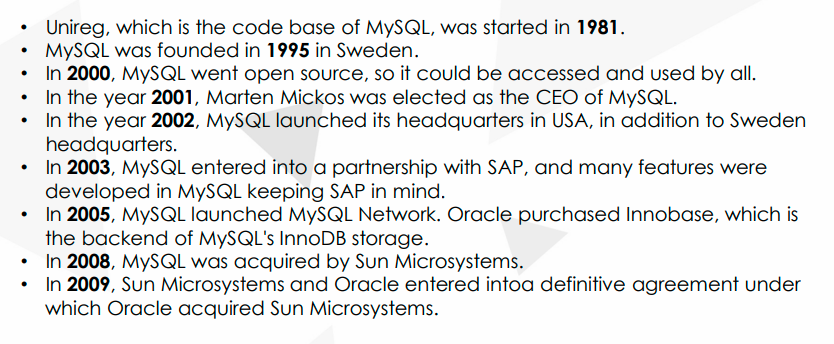 • Unireg, which is the code base of MySQL, was started in 1981.
• MySQL was founded in 1995 in Sweden.
• In 2000, MySQL went open source, so it could be accessed and used by all.
• In the year 2001, Marten Mickos was elected as the CEO of MySQL.
• In the year 2002, MySQL launched its headquarters in USA, in addition to Sweden
headquarters.
• In 2003, MySQL entered into a partnership with SAP, and many features were
developed in MySQL keeping SAP in mind.
• In 2005, MySQL launched MySQL Network. Oracle purchased Innobase, which is
the backend of MySQL's InnoDB storage.
• In 2008, MySQL was acquired by Sun Microsystems.
• In 2009, Sun Microsystems and Oracle entered intoa definitive agreement under
which Oracle acquired Sun Microsystems.